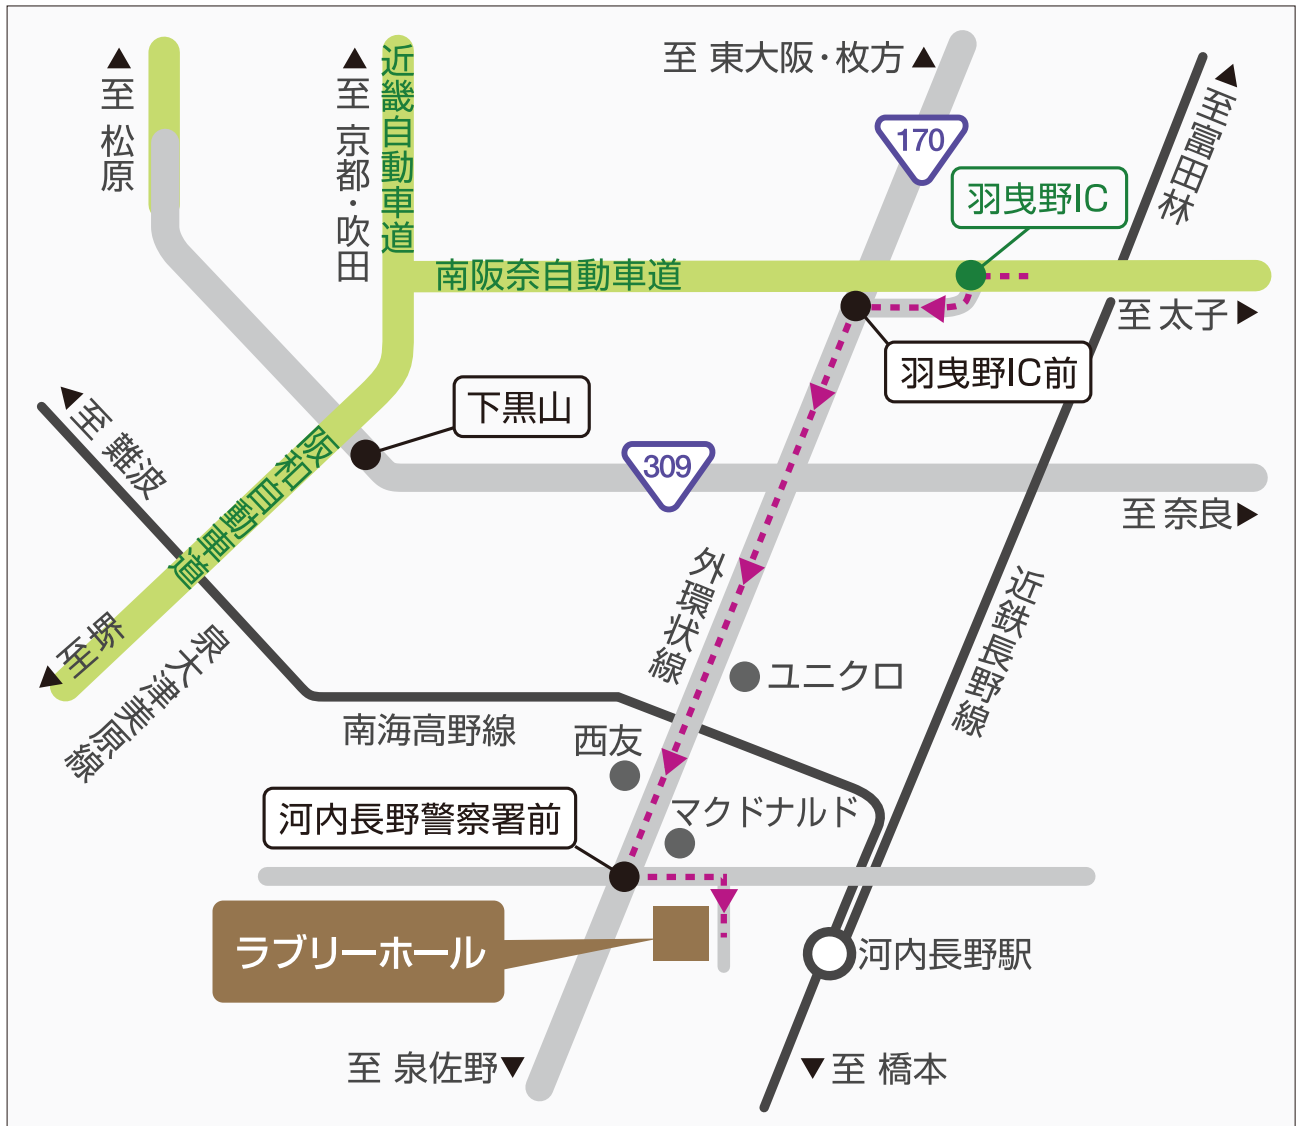 至 松原
至 京都・吹田
近畿自動車道
至 東大阪・枚方
170
羽曳野IC
至富田林
南阪奈自動車道
至 太子
羽曳野IC前
下黒山
至 難波
阪和自動車道
309
至 奈良
外環状線
近鉄長野線
至堺
泉大津美原線
ユニクロ
南海高野線
西友
マクドナルド
河内長野警察署前
ラブリーホール
河内長野駅
至 泉佐野
至 橋本